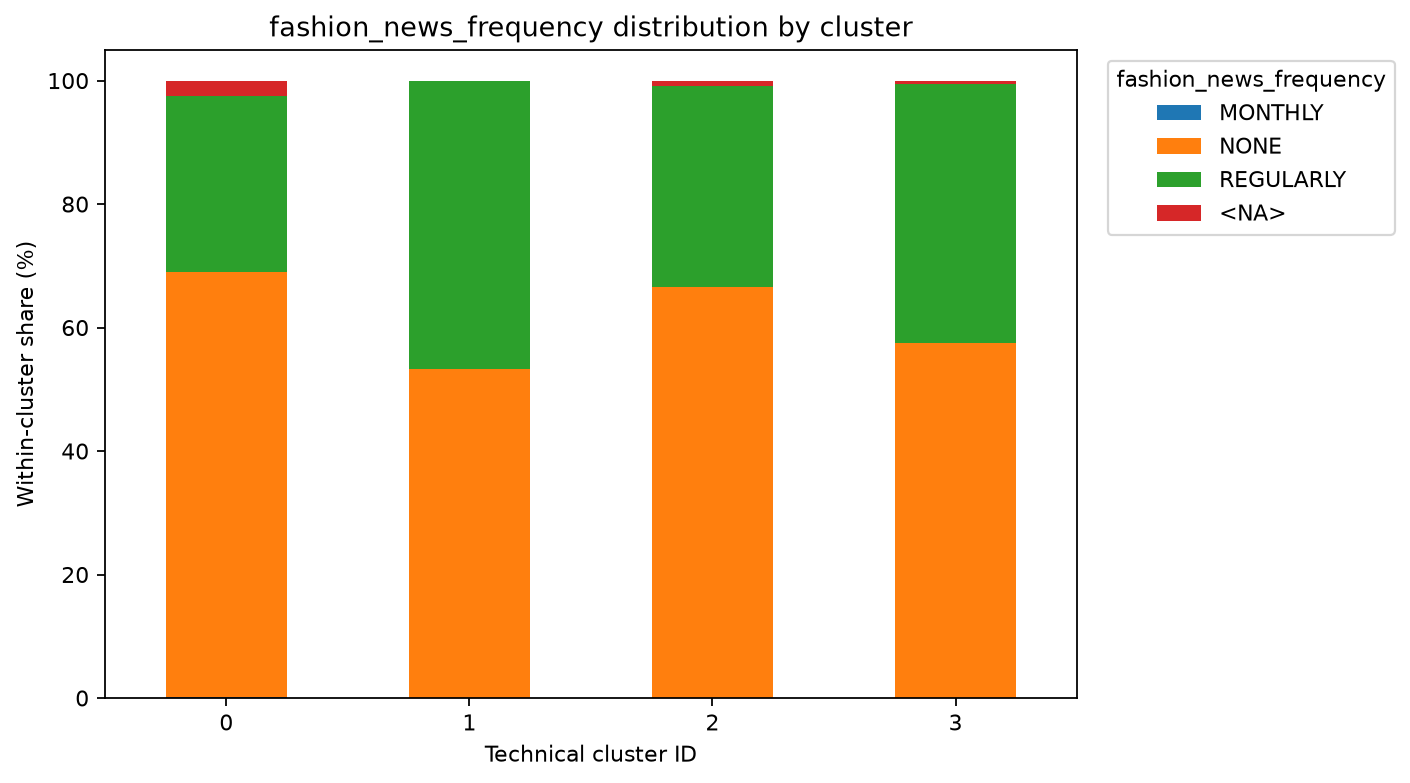 fashion_news_frequency distribution by cluster
fashion_news_frequency
MONTHLY
NONE
REGULARLY
<NA>
Within-cluster share (%)
100
80
60
40
20
0
0 1 2 3
Technical cluster ID